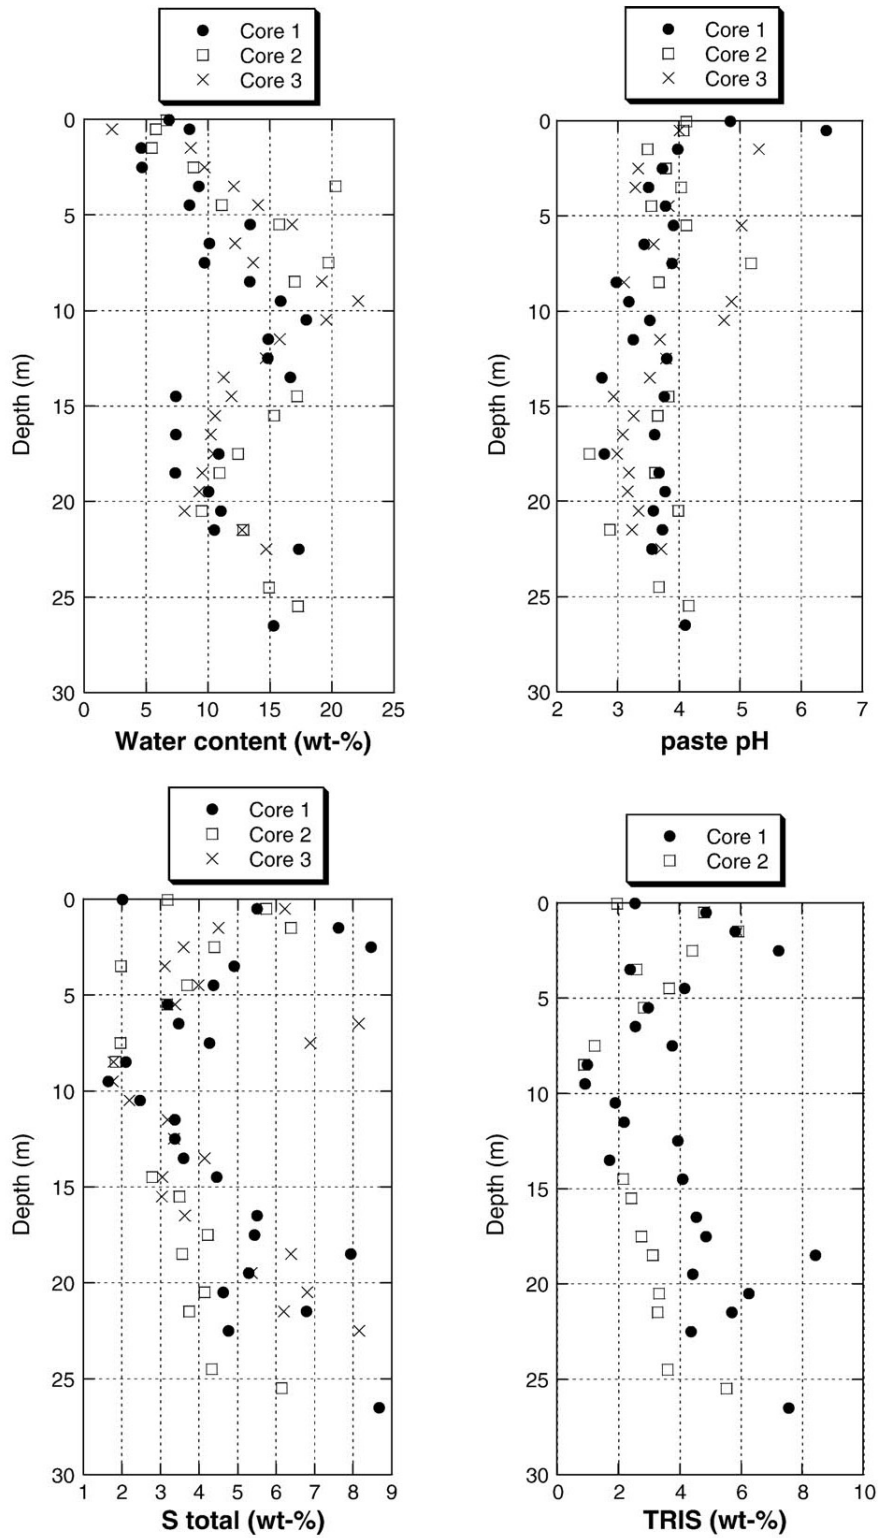 Core 1
Core 2
Core 3
0
5
10
15
20
25
30
Depth (m)
0 5 10 15 20 25
Water content (wt-%)
Core 1
Core 2
Core 3
0
5
10
15
20
25
30
Depth (m)
2 3 4 5 6 7
paste pH
Core 1
Core 2
Core 3
0
5
10
15
20
25
30
Depth (m)
1 2 3 4 5 6 7 8 9
S total (wt-%)
Core 1
Core 2
0
5
10
15
20
25
30
Depth (m)
0 2 4 6 8 10
TRIS (wt-%)